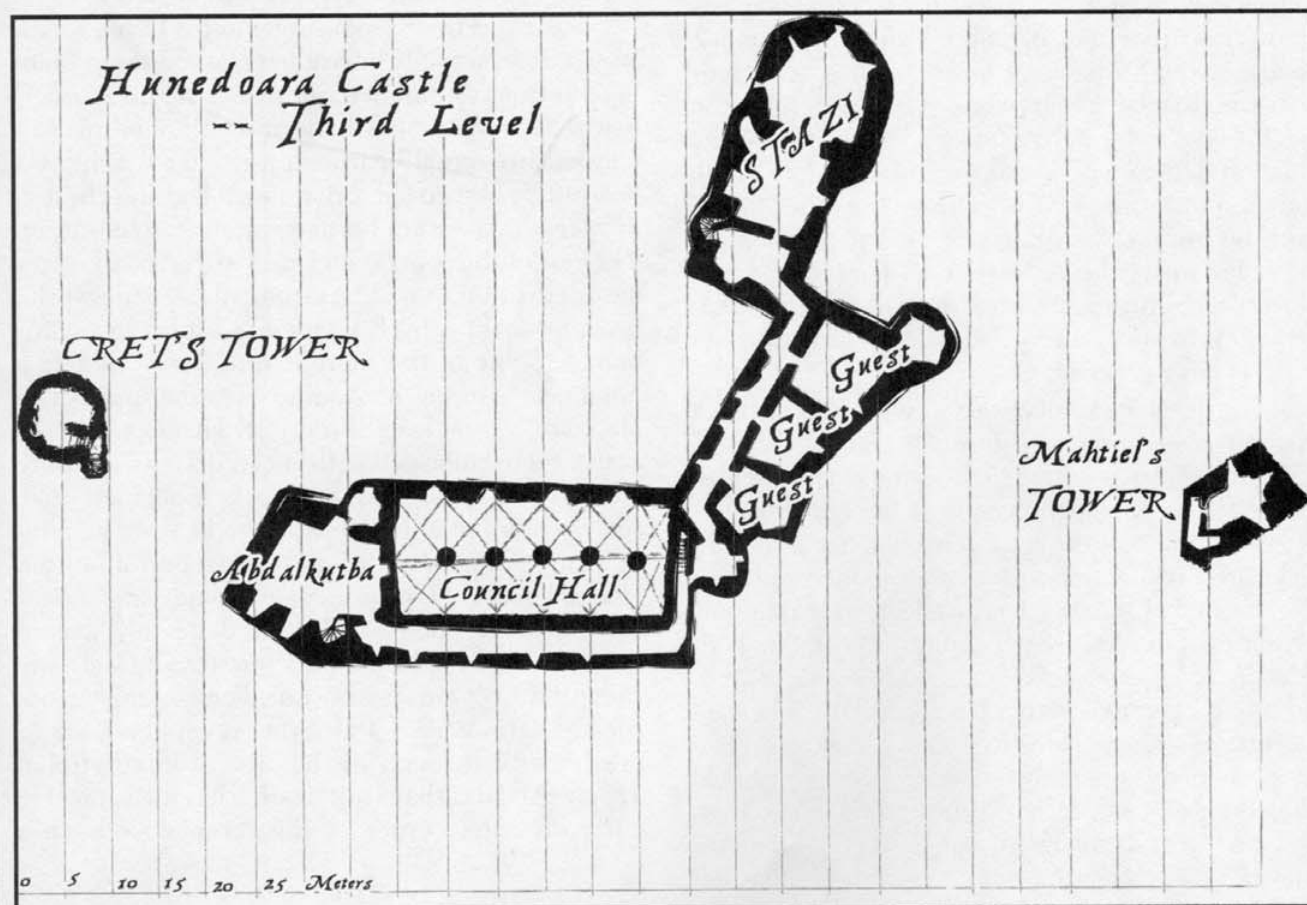 Hunedoara Castle
-- Third Level
STAZI
CRET'S TOWER
Guest
Guest
Guest
Mahtiel's
TOWER
Abdalkutba
Council Hall
0 5 10 15 20 25 Meters